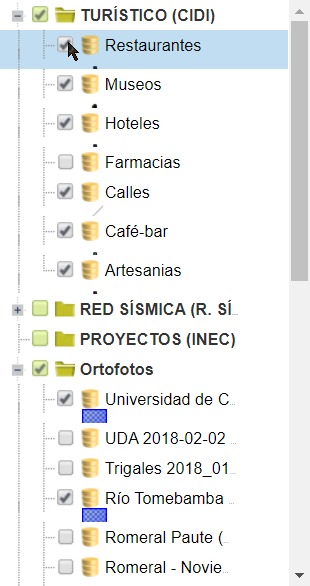 TURÍSTICO (CIDI)
Restaurantes
Museos
Hoteles
Farmacias
Calles
Café-bar
Artesanias
RED SÍSMICA (R. SÍ...
PROYECTOS (INEC)
Ortofotos
Universidad de C...
UDA 2018-02-02 ...
Trigales 2018_01...
Río Tomebamba ...
Romeral Paute (...
Romeral - Novie...